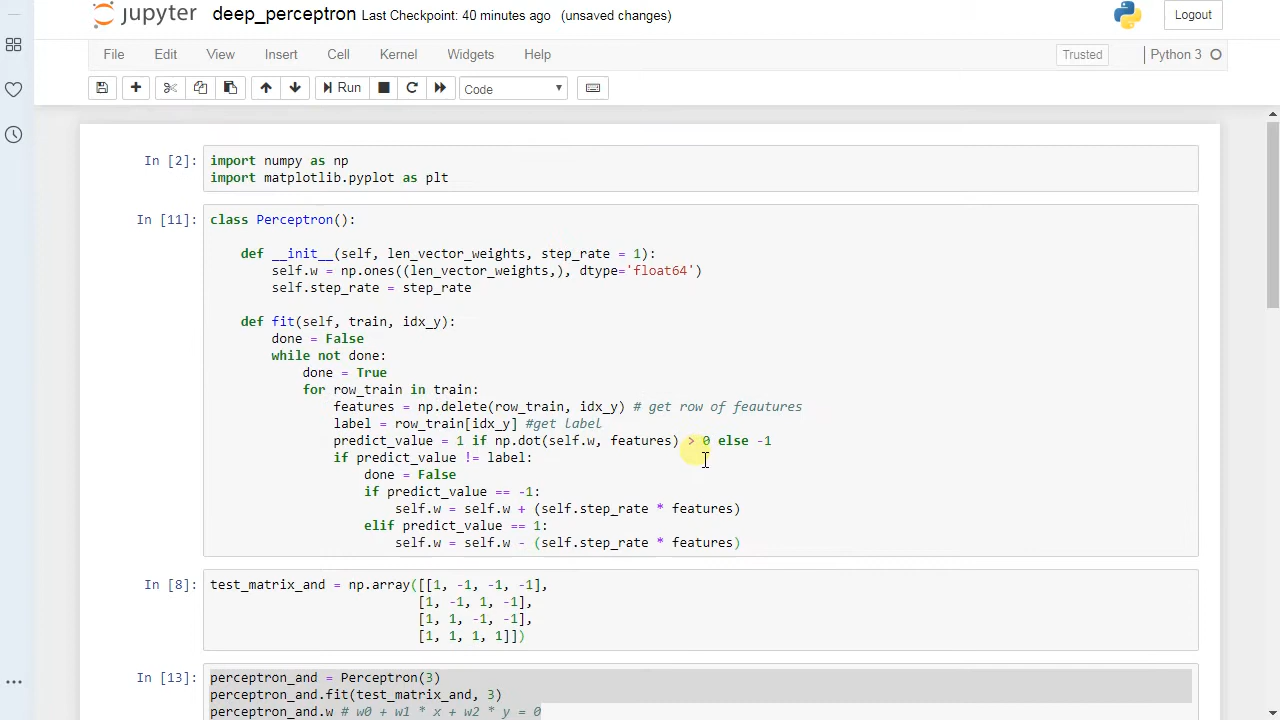 jupyter deep_perceptron Last Checkpoint: 40 minutes ago (unsaved changes) Logout
File Edit View Insert Cell Kernel Widgets Help Trusted Python 3
Run Code
In [2]: import numpy as np
import matplotlib.pyplot as plt
In [11]: class Perceptron():
def __init__(self, len_vector_weights, step_rate = 1):
self.w = np.ones((len_vector_weights,), dtype='float64')
self.step_rate = step_rate
def fit(self, train, idx_y):
done = False
while not done:
done = True
for row_train in train:
features = np.delete(row_train, idx_y) # get row of feautures
label = row_train[idx_y] #get label
predict_value = 1 if np.dot(self.w, features) > 0 else -1
if predict_value != label:
done = False
if predict_value == -1:
self.w = self.w + (self.step_rate * features)
elif predict_value == 1:
self.w = self.w - (self.step_rate * features)
In [8]: test_matrix_and = np.array([[1, -1, -1, -1],
[1, -1, 1, -1],
[1, 1, -1, -1],
[1, 1, 1, 1]])
In [13]: perceptron_and = Perceptron(3)
perceptron_and.fit(test_matrix_and, 3)
perceptron_and.w # w0 + w1 * x + w2 * y = 0